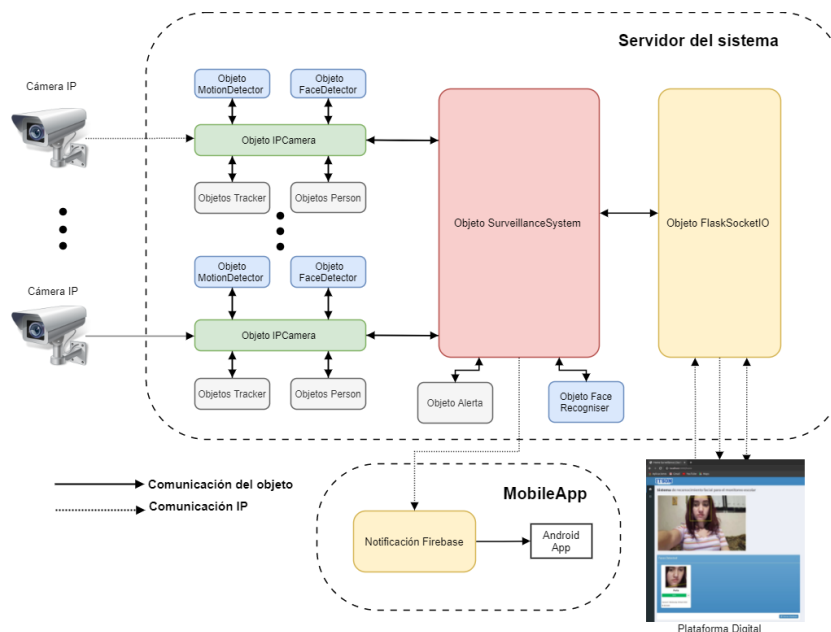 Servidor del sistema
Cámera IP
Objeto
MotionDetector
Objeto
FaceDetector
Objeto IPCamera
Objetos Tracker
Objetos Person
Objeto SurveillanceSystem
Objeto FlaskSocketIO
Cámera IP
Objeto
MotionDetector
Objeto
FaceDetector
Objeto IPCamera
Objetos Tracker
Objetos Person
Objeto Alerta
Objeto Face
Recogniser
Comunicación del objeto
Comunicación IP
MobileApp
Notificación Firebase
Android
App
Plataforma Digital